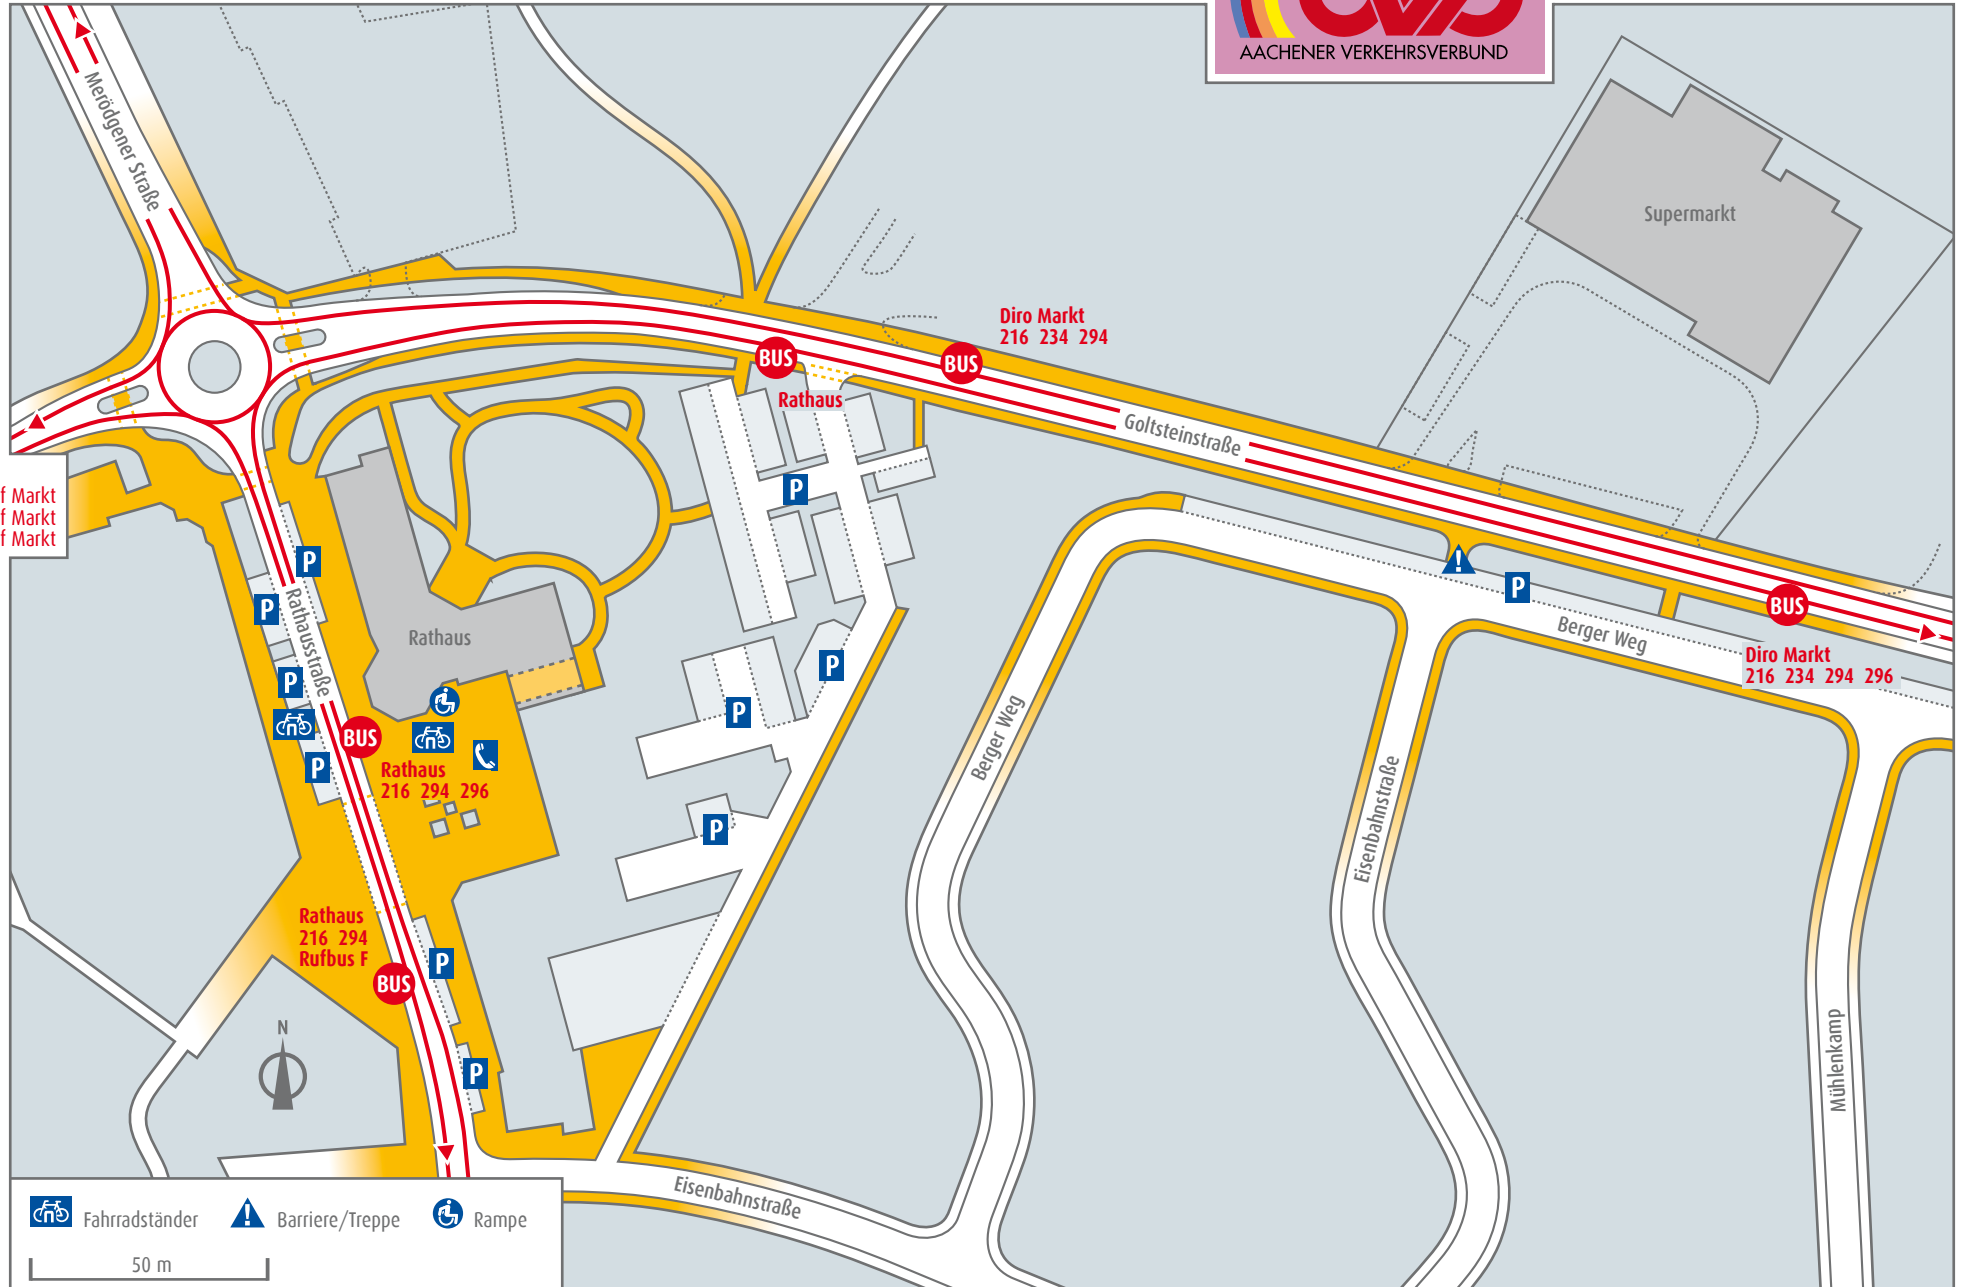 AACHENER VERKEHRSVERBUND
Merödgener Straße
Supermarkt
Diro Markt
216 234 294
BUS
BUS
Rathaus
Goltsteinstraße
P
f Markt
f Markt
f Markt
P
P
Rathausstraße
Rathaus
P
BUS
P
Rathaus
216 294 296
P
P
P
P
BUS
Berger Weg
Diro Markt
216 234 294 296
Berger Weg
Eisenbahnstraße
P
Rathaus
216 294
Rufbus F
BUS
P
P
N
Mühlenkamp
Eisenbahnstraße
Fahrradständer
Barriere/Treppe
Rampe
50 m